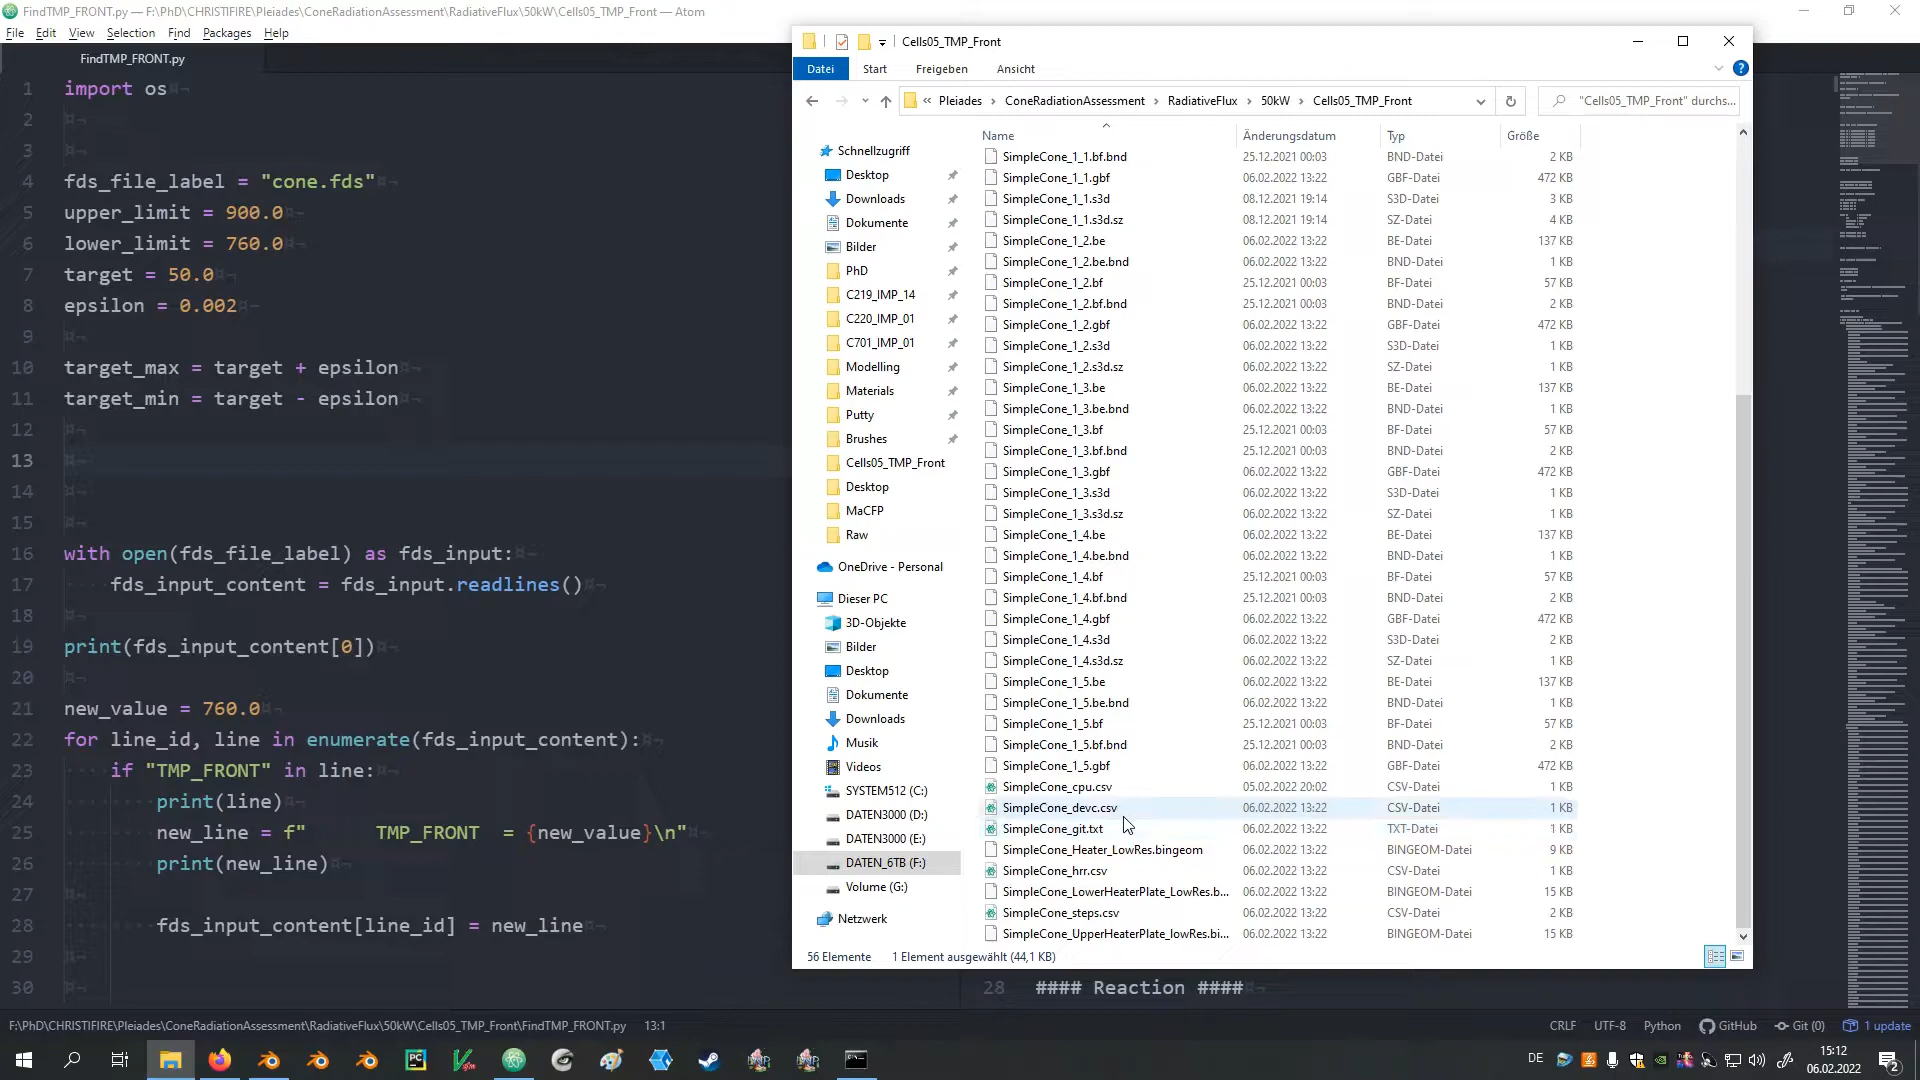 FindTMP_FRONT.py — F:\PhD\CHRISTIFIRE\Pleiades\ConeRadiationAssessment\RadiativeFlux\50kW\Cells05_TMP_Front — Atom
File Edit View Selection Find Packages Help
FindTMP_FRONT.py
1 import os
2
3
4 fds_file_label = "cone.fds"
5 upper_limit = 900.0
6 lower_limit = 760.0
7 target = 50.0
8 epsilon = 0.002
9
10 target_max = target + epsilon
11 target_min = target - epsilon
12
13
14
15
16 with open(fds_file_label) as fds_input:
17 fds_input_content = fds_input.readlines()
18
19 print(fds_input_content[0])
20
21 new_value = 760.0
22 for line_id, line in enumerate(fds_input_content):
23 if "TMP_FRONT" in line:
24 print(line)
25 new_line = f" TMP_FRONT = {new_value}\n"
26 print(new_line)
27
28 fds_input_content[line_id] = new_line
29
30
28 #### Reaction ####
Cells05_TMP_Front
Datei Start Freigeben Ansicht
« Pleiades › ConeRadiationAssessment › RadiativeFlux › 50kW › Cells05_TMP_Front
"Cells05_TMP_Front" durchs...
Schnellzugriff
Desktop
Downloads
Dokumente
Bilder
PhD
C219_IMP_14
C220_IMP_01
C701_IMP_01
Modelling
Materials
Putty
Brushes
Cells05_TMP_Front
Desktop
MaCFP
Raw
OneDrive - Personal
Dieser PC
3D-Objekte
Bilder
Desktop
Dokumente
Downloads
Musik
Videos
SYSTEM512 (C:)
DATEN3000 (D:)
DATEN3000 (E:)
DATEN_6TB (F:)
Volume (G:)
Netzwerk
Name Änderungsdatum Typ Größe
SimpleCone_1_1.bf.bnd 25.12.2021 00:03 BND-Datei 2 KB
SimpleCone_1_1.gbf 06.02.2022 13:22 GBF-Datei 472 KB
SimpleCone_1_1.s3d 08.12.2021 19:14 S3D-Datei 3 KB
SimpleCone_1_1.s3d.sz 08.12.2021 19:14 SZ-Datei 4 KB
SimpleCone_1_2.be 06.02.2022 13:22 BE-Datei 137 KB
SimpleCone_1_2.be.bnd 06.02.2022 13:22 BND-Datei 1 KB
SimpleCone_1_2.bf 25.12.2021 00:03 BF-Datei 57 KB
SimpleCone_1_2.bf.bnd 25.12.2021 00:03 BND-Datei 2 KB
SimpleCone_1_2.gbf 06.02.2022 13:22 GBF-Datei 472 KB
SimpleCone_1_2.s3d 06.02.2022 13:22 S3D-Datei 1 KB
SimpleCone_1_2.s3d.sz 06.02.2022 13:22 SZ-Datei 1 KB
SimpleCone_1_3.be 06.02.2022 13:22 BE-Datei 137 KB
SimpleCone_1_3.be.bnd 06.02.2022 13:22 BND-Datei 1 KB
SimpleCone_1_3.bf 25.12.2021 00:03 BF-Datei 57 KB
SimpleCone_1_3.bf.bnd 25.12.2021 00:03 BND-Datei 2 KB
SimpleCone_1_3.gbf 06.02.2022 13:22 GBF-Datei 472 KB
SimpleCone_1_3.s3d 06.02.2022 13:22 S3D-Datei 1 KB
SimpleCone_1_3.s3d.sz 06.02.2022 13:22 SZ-Datei 1 KB
SimpleCone_1_4.be 06.02.2022 13:22 BE-Datei 137 KB
SimpleCone_1_4.be.bnd 06.02.2022 13:22 BND-Datei 1 KB
SimpleCone_1_4.bf 25.12.2021 00:03 BF-Datei 57 KB
SimpleCone_1_4.bf.bnd 25.12.2021 00:03 BND-Datei 2 KB
SimpleCone_1_4.gbf 06.02.2022 13:22 GBF-Datei 472 KB
SimpleCone_1_4.s3d 06.02.2022 13:22 S3D-Datei 2 KB
SimpleCone_1_4.s3d.sz 06.02.2022 13:22 SZ-Datei 1 KB
SimpleCone_1_5.be 06.02.2022 13:22 BE-Datei 137 KB
SimpleCone_1_5.be.bnd 06.02.2022 13:22 BND-Datei 1 KB
SimpleCone_1_5.bf 25.12.2021 00:03 BF-Datei 57 KB
SimpleCone_1_5.bf.bnd 25.12.2021 00:03 BND-Datei 2 KB
SimpleCone_1_5.gbf 06.02.2022 13:22 GBF-Datei 472 KB
SimpleCone_cpu.csv 05.02.2022 20:02 CSV-Datei 1 KB
SimpleCone_devc.csv 06.02.2022 13:22 CSV-Datei 1 KB
SimpleCone_git.txt 06.02.2022 13:22 TXT-Datei 1 KB
SimpleCone_Heater_LowRes.bingeom 06.02.2022 13:22 BINGEOM-Datei 9 KB
SimpleCone_hrr.csv 06.02.2022 13:22 CSV-Datei 1 KB
SimpleCone_LowerHeaterPlate_LowRes.b... 06.02.2022 13:22 BINGEOM-Datei 15 KB
SimpleCone_steps.csv 06.02.2022 13:22 CSV-Datei 2 KB
SimpleCone_UpperHeaterPlate_lowRes.bi... 06.02.2022 13:22 BINGEOM-Datei 15 KB
56 Elemente 1 Element ausgewählt (44,1 KB)
F:\PhD\CHRISTIFIRE\Pleiades\ConeRadiationAssessment\RadiativeFlux\50kW\Cells05_TMP_Front\FindTMP_FRONT.py 13:1
CRLF UTF-8 Python GitHub Git (0) 1 update
DE 15:12
06.02.2022
2